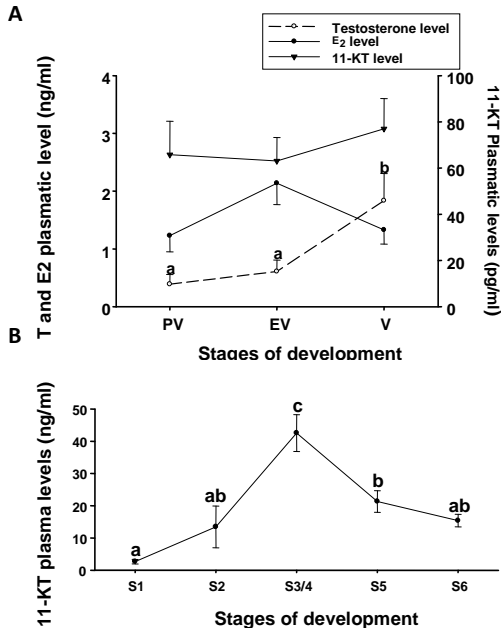 A
Testosterone level
E2 level
11-KT level
T and E2 plasmatic level (ng/ml)
4
3
2
1
0
11-KT Plasmatic levels (pg/ml)
100
80
60
40
20
0
a
a
b
PV EV V
Stages of development
B
11-KT plasma levels (ng/ml)
50
40
30
20
10
0
a
ab
c
b
ab
S1 S2 S3/4 S5 S6
Stages of development